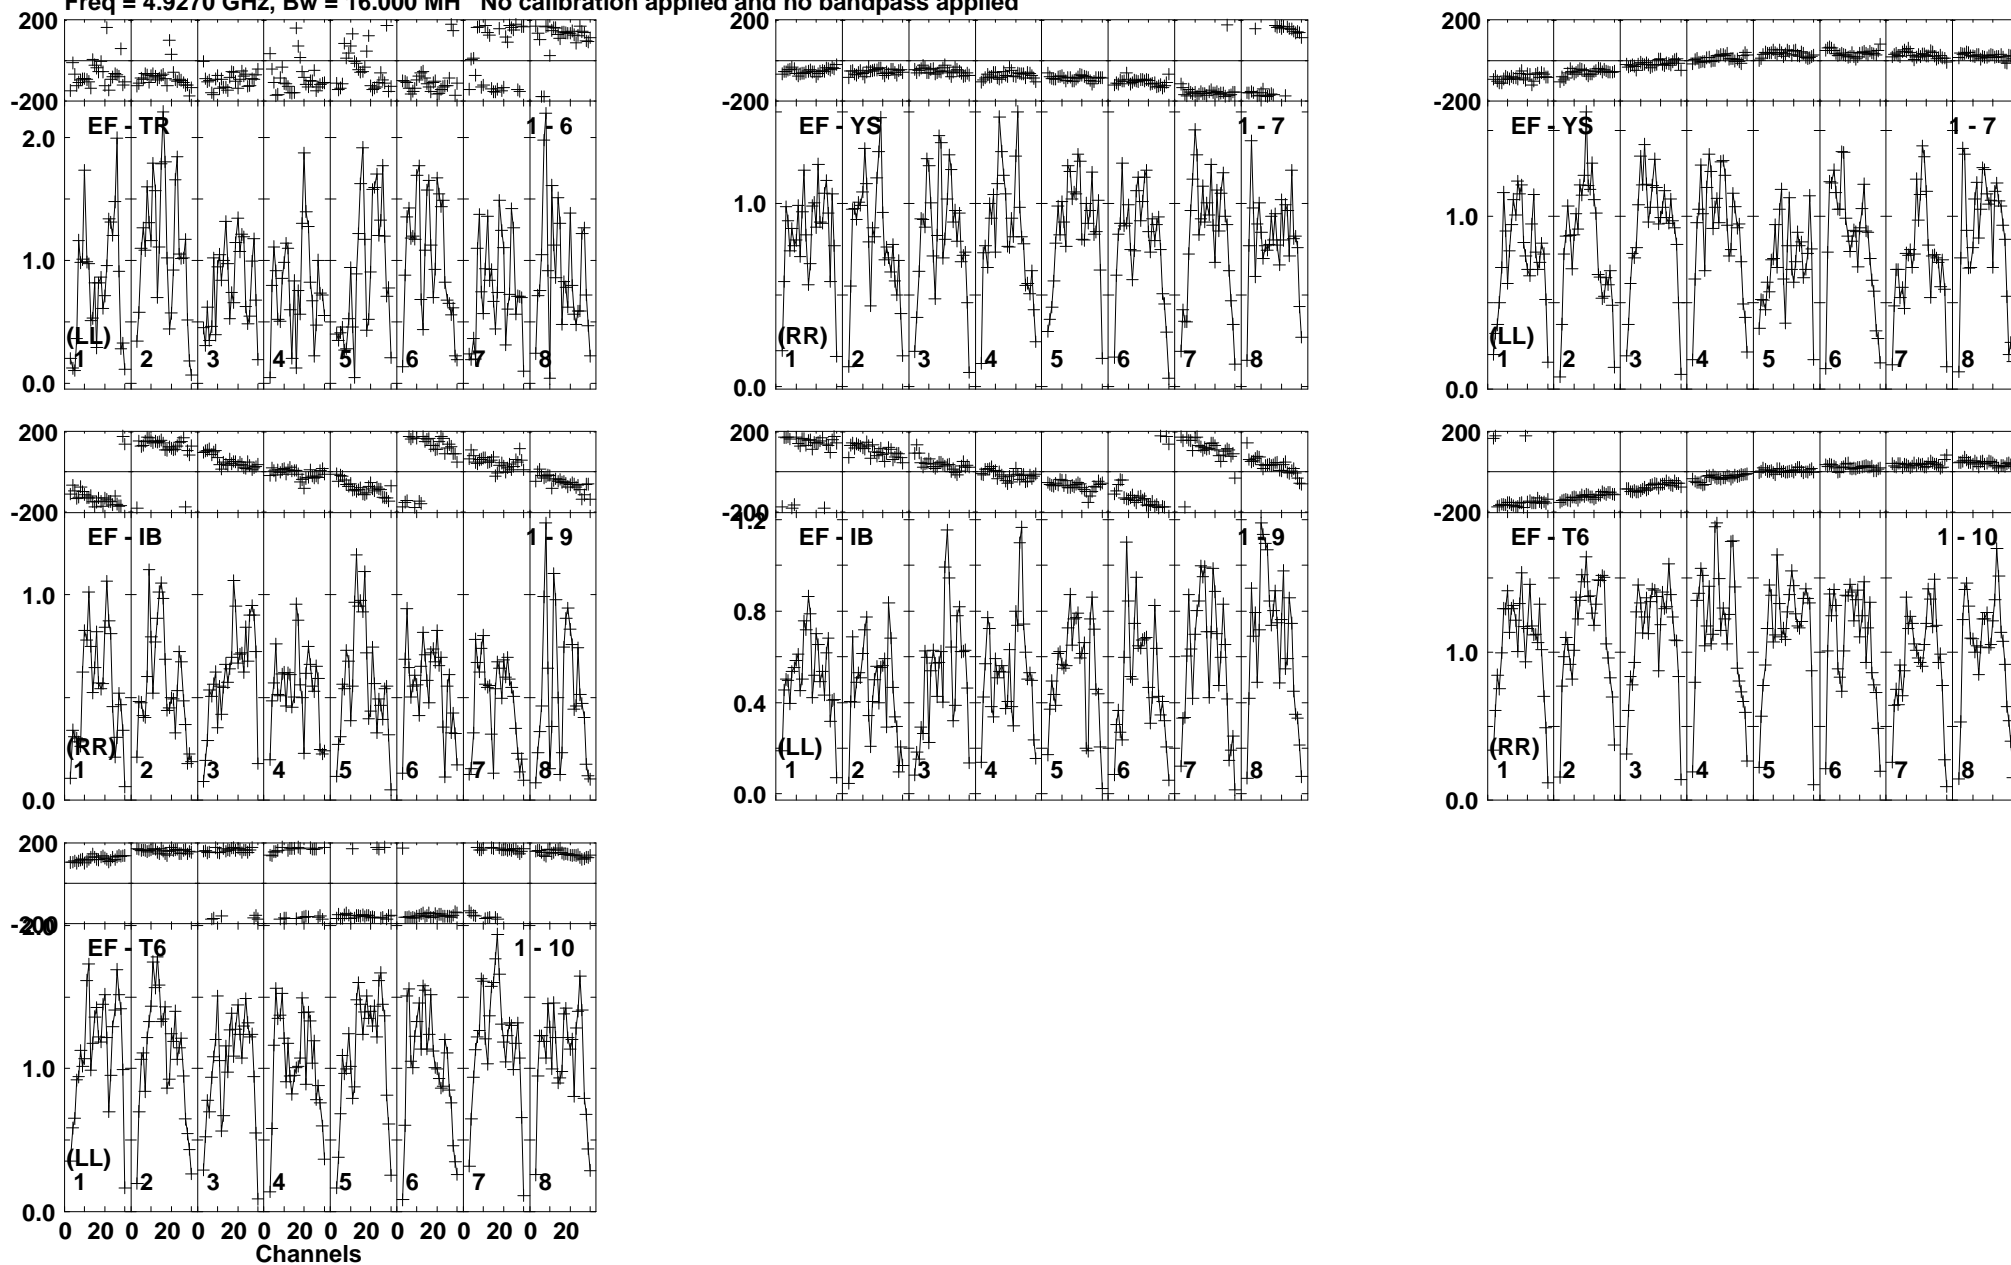 Freq = 4.9270 GHz, Bw = 16.000 MH No calibration applied and no bandpass applied
200
-200
EF - TR 1 - 6
2.0
1.0
0.0
(LL)
1 2 3 4 5 6 7 8
200
-200
EF - YS 1 - 7
1.0
0.0
(RR)
1 2 3 4 5 6 7 8
200
-200
EF - YS 1 - 7
1.0
0.0
(LL)
1 2 3 4 5 6 7 8
200
-200
EF - IB 1 - 9
1.0
0.0
(RR)
1 2 3 4 5 6 7 8
200
-200
1.2
EF - IB 1 - 9
0.8
0.4
0.0
(LL)
1 2 3 4 5 6 7 8
200
-200
EF - T6 1 - 10
1.0
0.0
(RR)
1 2 3 4 5 6 7 8
200
-200
2.0
EF - T6 1 - 10
1.0
0.0
(LL)
1 2 3 4 5 6 7 8
0 20 0 20 0 20 0 20 0 20 0 20 0 20 0 20
Channels